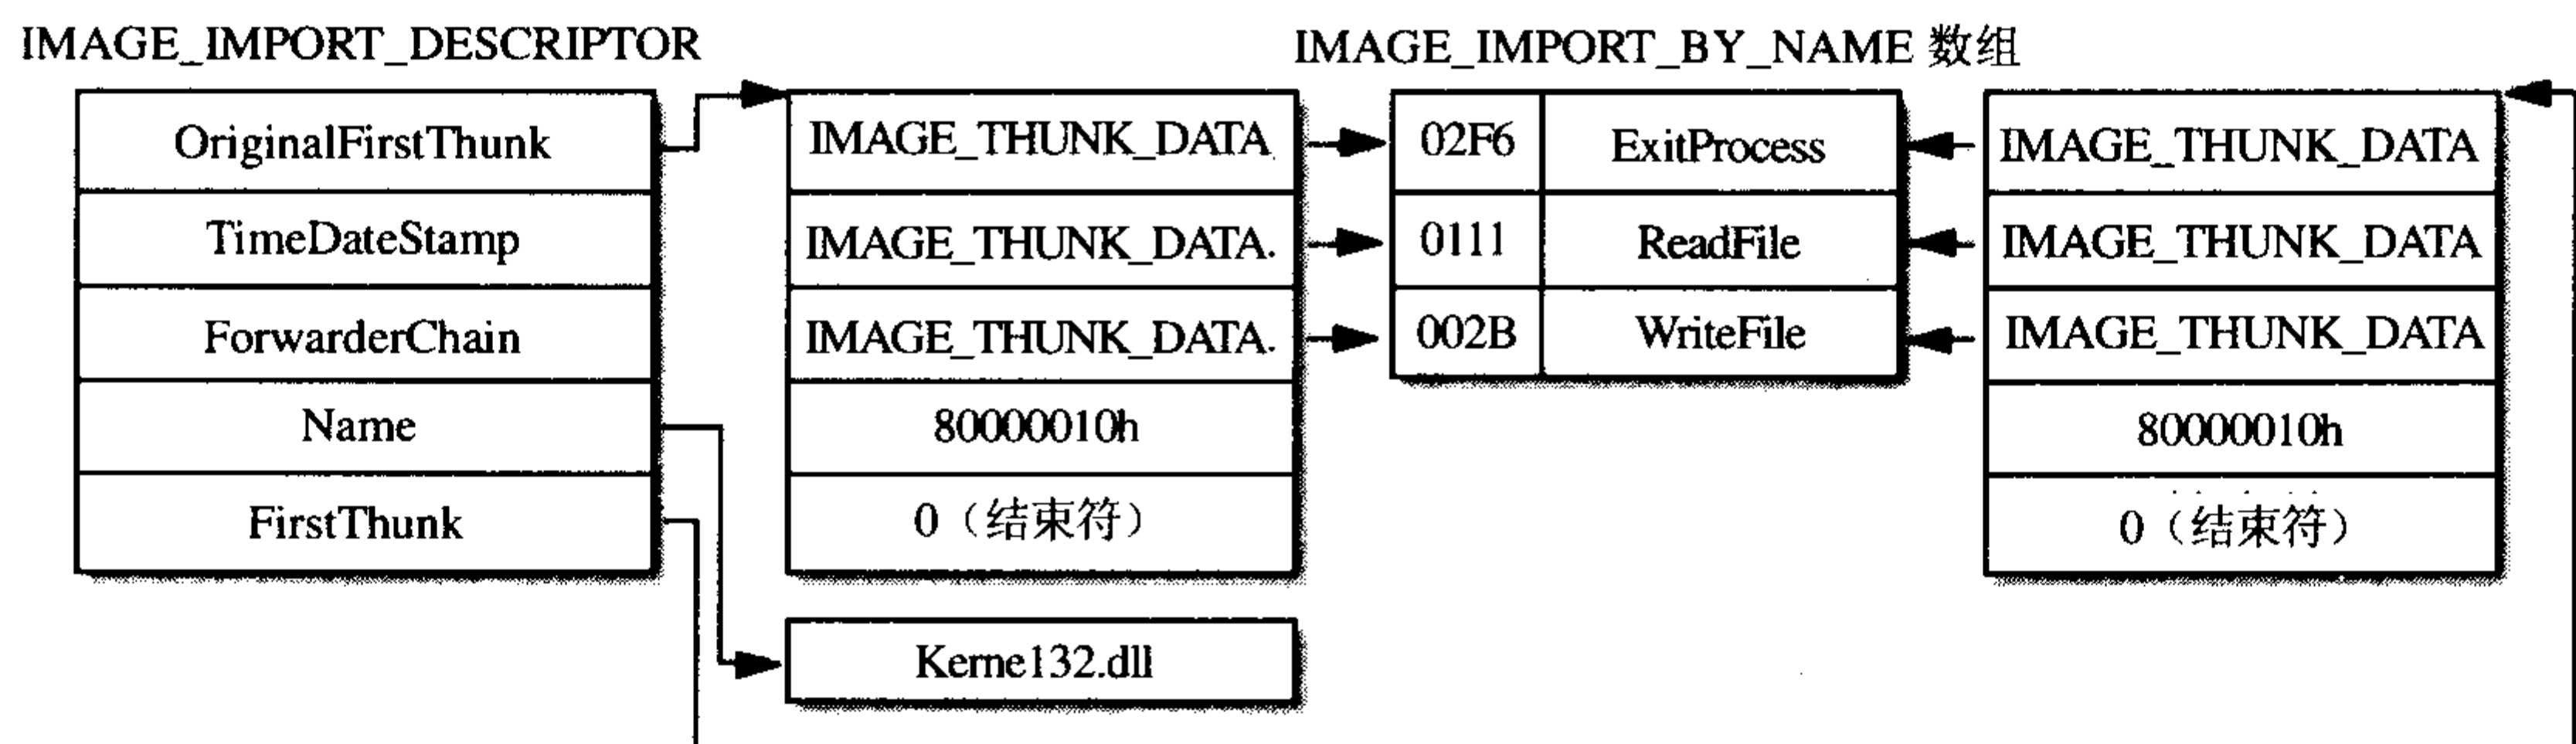 IMAGE_IMPORT_DESCRIPTOR
IMAGE_IMPORT_BY_NAME 数组
OriginalFirstThunk
TimeDateStamp
ForwarderChain
Name
FirstThunk
IMAGE_THUNK_DATA
IMAGE_THUNK_DATA.
IMAGE_THUNK_DATA.
80000010h
0（结束符）
Kerne132.dll
02F6 ExitProcess
0111 ReadFile
002B WriteFile
IMAGE_THUNK_DATA
IMAGE_THUNK_DATA
IMAGE_THUNK_DATA
80000010h
0（结束符）